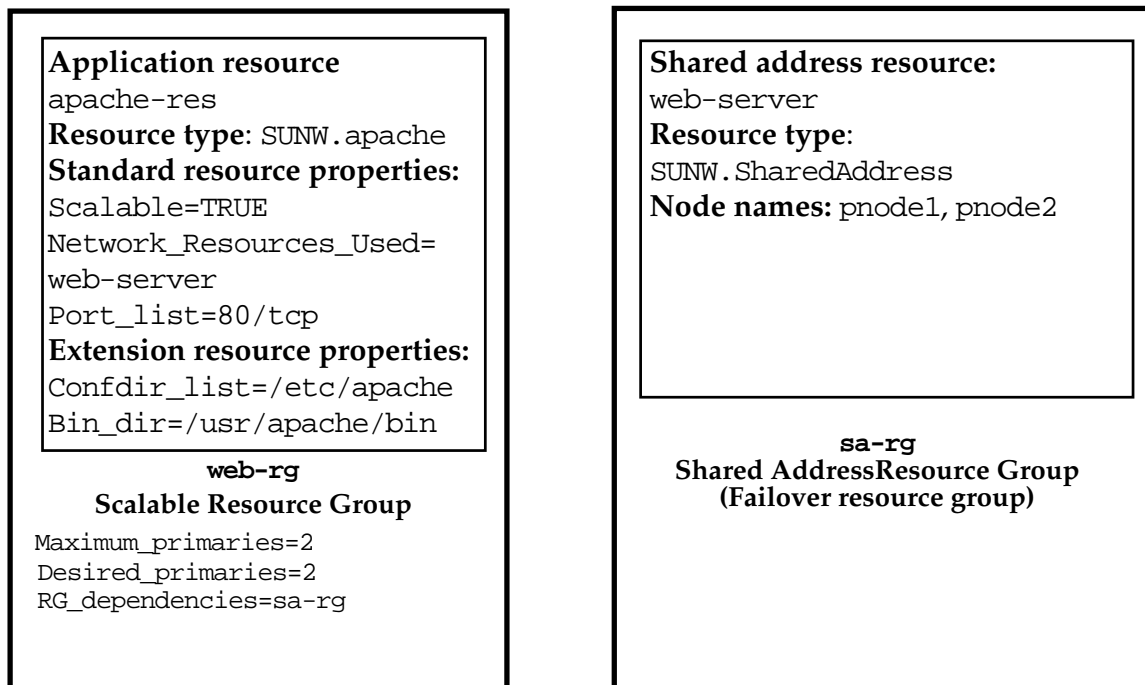 Application resource
apache-res
Resource type: SUNW.apache
Standard resource properties:
Scalable=TRUE
Network_Resources_Used=
web-server
Port_list=80/tcp
Extension resource properties:
Confdir_list=/etc/apache
Bin_dir=/usr/apache/bin
web-rg
Scalable Resource Group
Maximum_primaries=2
Desired_primaries=2
RG_dependencies=sa-rg
Shared address resource:
web-server
Resource type:
SUNW.SharedAddress
Node names: pnode1, pnode2
sa-rg
Shared AddressResource Group
(Failover resource group)